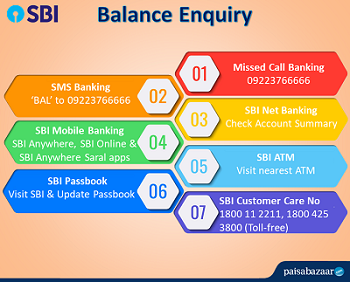 SBI
Balance Enquiry
01
Missed Call Banking
09223766666
SMS Banking
'BAL' to 09223766666
02
03
SBI Net Banking
Check Account Summary
SBI Mobile Banking
SBI Anywhere, SBI Online &
SBI Anywhere Saral apps
04
05
SBI ATM
Visit nearest ATM
SBI Passbook
Visit SBI & Update Passbook
06
07
SBI Customer Care No
1800 11 2211, 1800 425
3800 (Toll-free)
paisabazaar